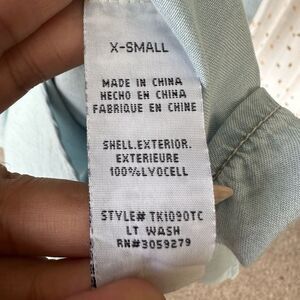 X-SMALL
MADE IN CHINA
HECHO EN CHINA
FABRIQUE EN CHINE
SHELL.EXTERIOR.
EXTERIEURE
100%LYOCELL
STYLE# TK1090TC
LT WASH
RN#3059279